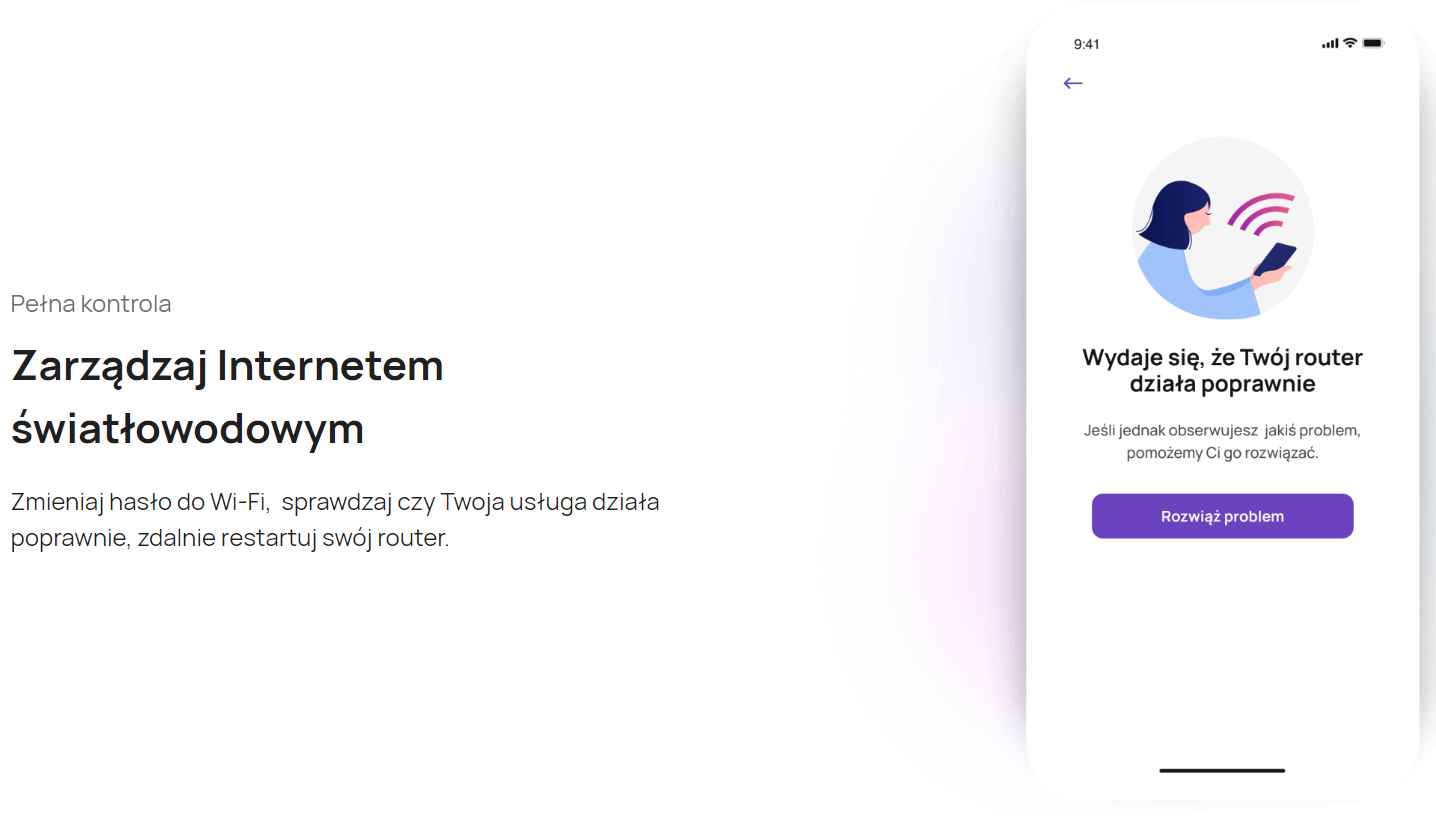 Pełna kontrola
Zarządzaj Internetem
światłowodowym
Zmieniaj hasło do Wi-Fi,  sprawdzaj czy Twoja usługa działa
poprawnie, zdalnie restartuj swój router.
9:41
Wydaje się, że Twój router
działa poprawnie
Jeśli jednak obserwujesz  jakiś problem,
pomożemy Ci go rozwiązać.
Rozwiąż problem